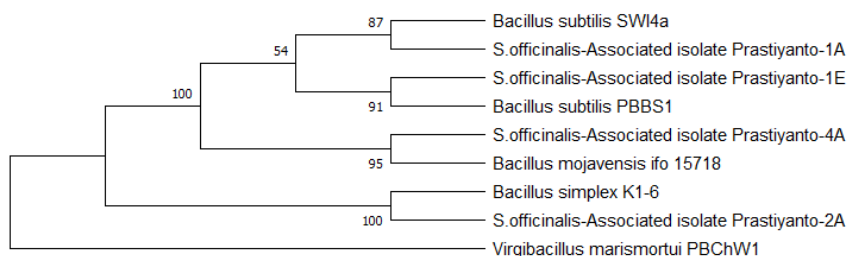 87
Bacillus subtilis SWI4a
S.officinalis-Associated isolate Prastiyanto-1A
54
S.officinalis-Associated isolate Prastiyanto-1E
100
91
Bacillus subtilis PBBS1
S.officinalis-Associated isolate Prastiyanto-4A
95
Bacillus mojavensis ifo 15718
Bacillus simplex K1-6
100
S.officinalis-Associated isolate Prastiyanto-2A
Virgibacillus marismortui PBChW1